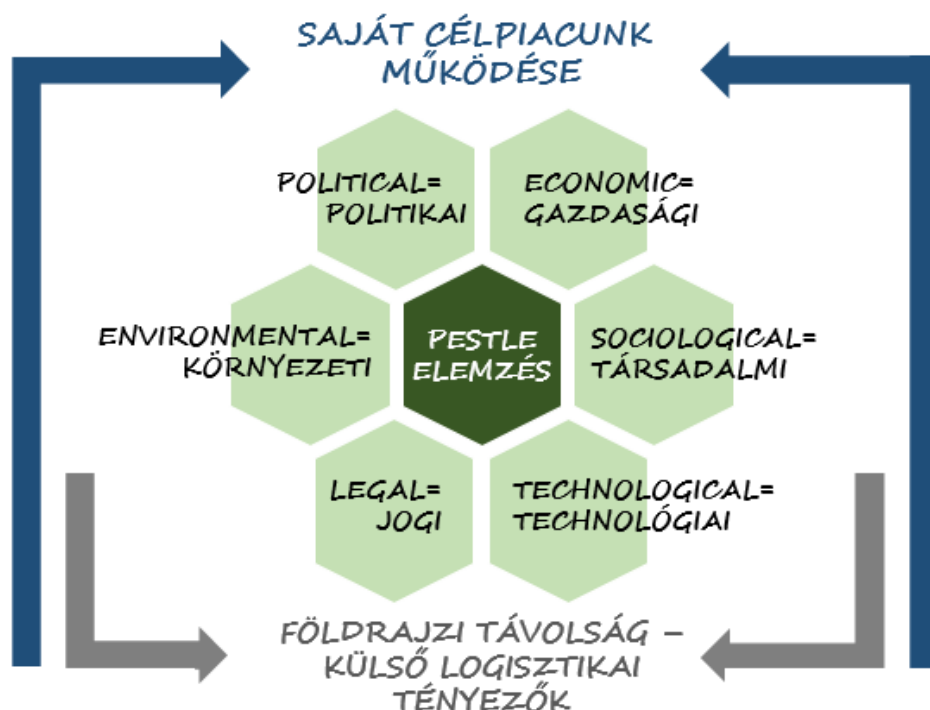 SAJÁT CÉLPIACUNK
MŰKÖDÉSE
POLITICAL=
POLITIKAI
ECONOMIC=
GAZDASÁGI
ENVIRONMENTAL=
KÖRNYEZETI
PESTLE
ELEMZÉS
SOCIOLOGICAL=
TÁRSADALMI
LEGAL=
JOGI
TECHNOLOGICAL=
TECHNOLÓGIAI
FÖLDRAJZI TÁVOLSÁG –
KÜLSŐ LOGISZTIKAI
TÉNYEZŐK